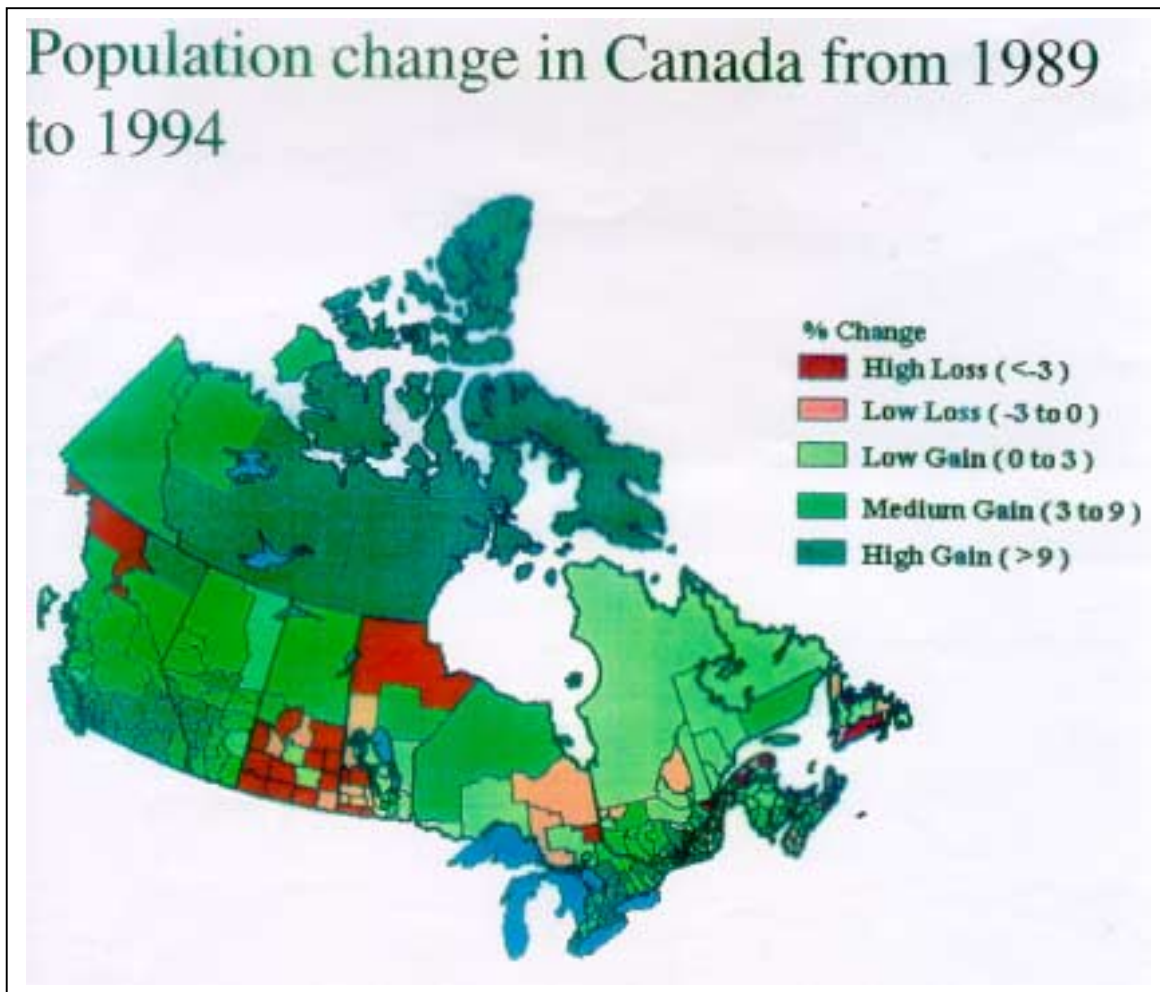 Population change in Canada from 1989
to 1994
% Change
High Loss ( <-3 )
Low Loss ( -3 to 0 )
Low Gain ( 0 to 3 )
Medium Gain ( 3 to 9 )
High Gain ( >9 )